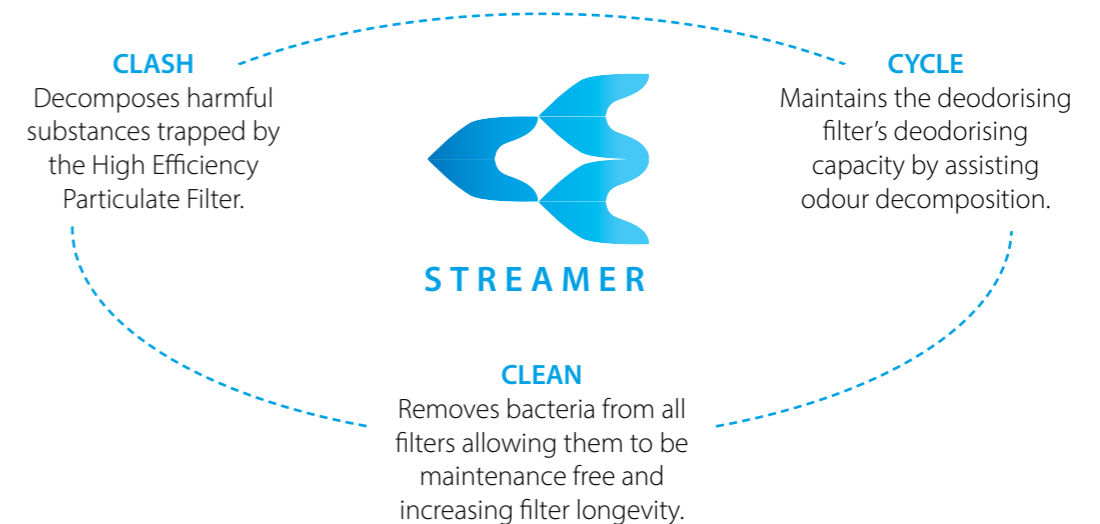 CLASH
Decomposes harmful
substances trapped by
the High Efficiency
Particulate Filter.
CYCLE
Maintains the deodorising
filter’s deodorising
capacity by assisting
odour decomposition.
STREAMER
CLEAN
Removes bacteria from all
filters allowing them to be
maintenance free and
increasing filter longevity.